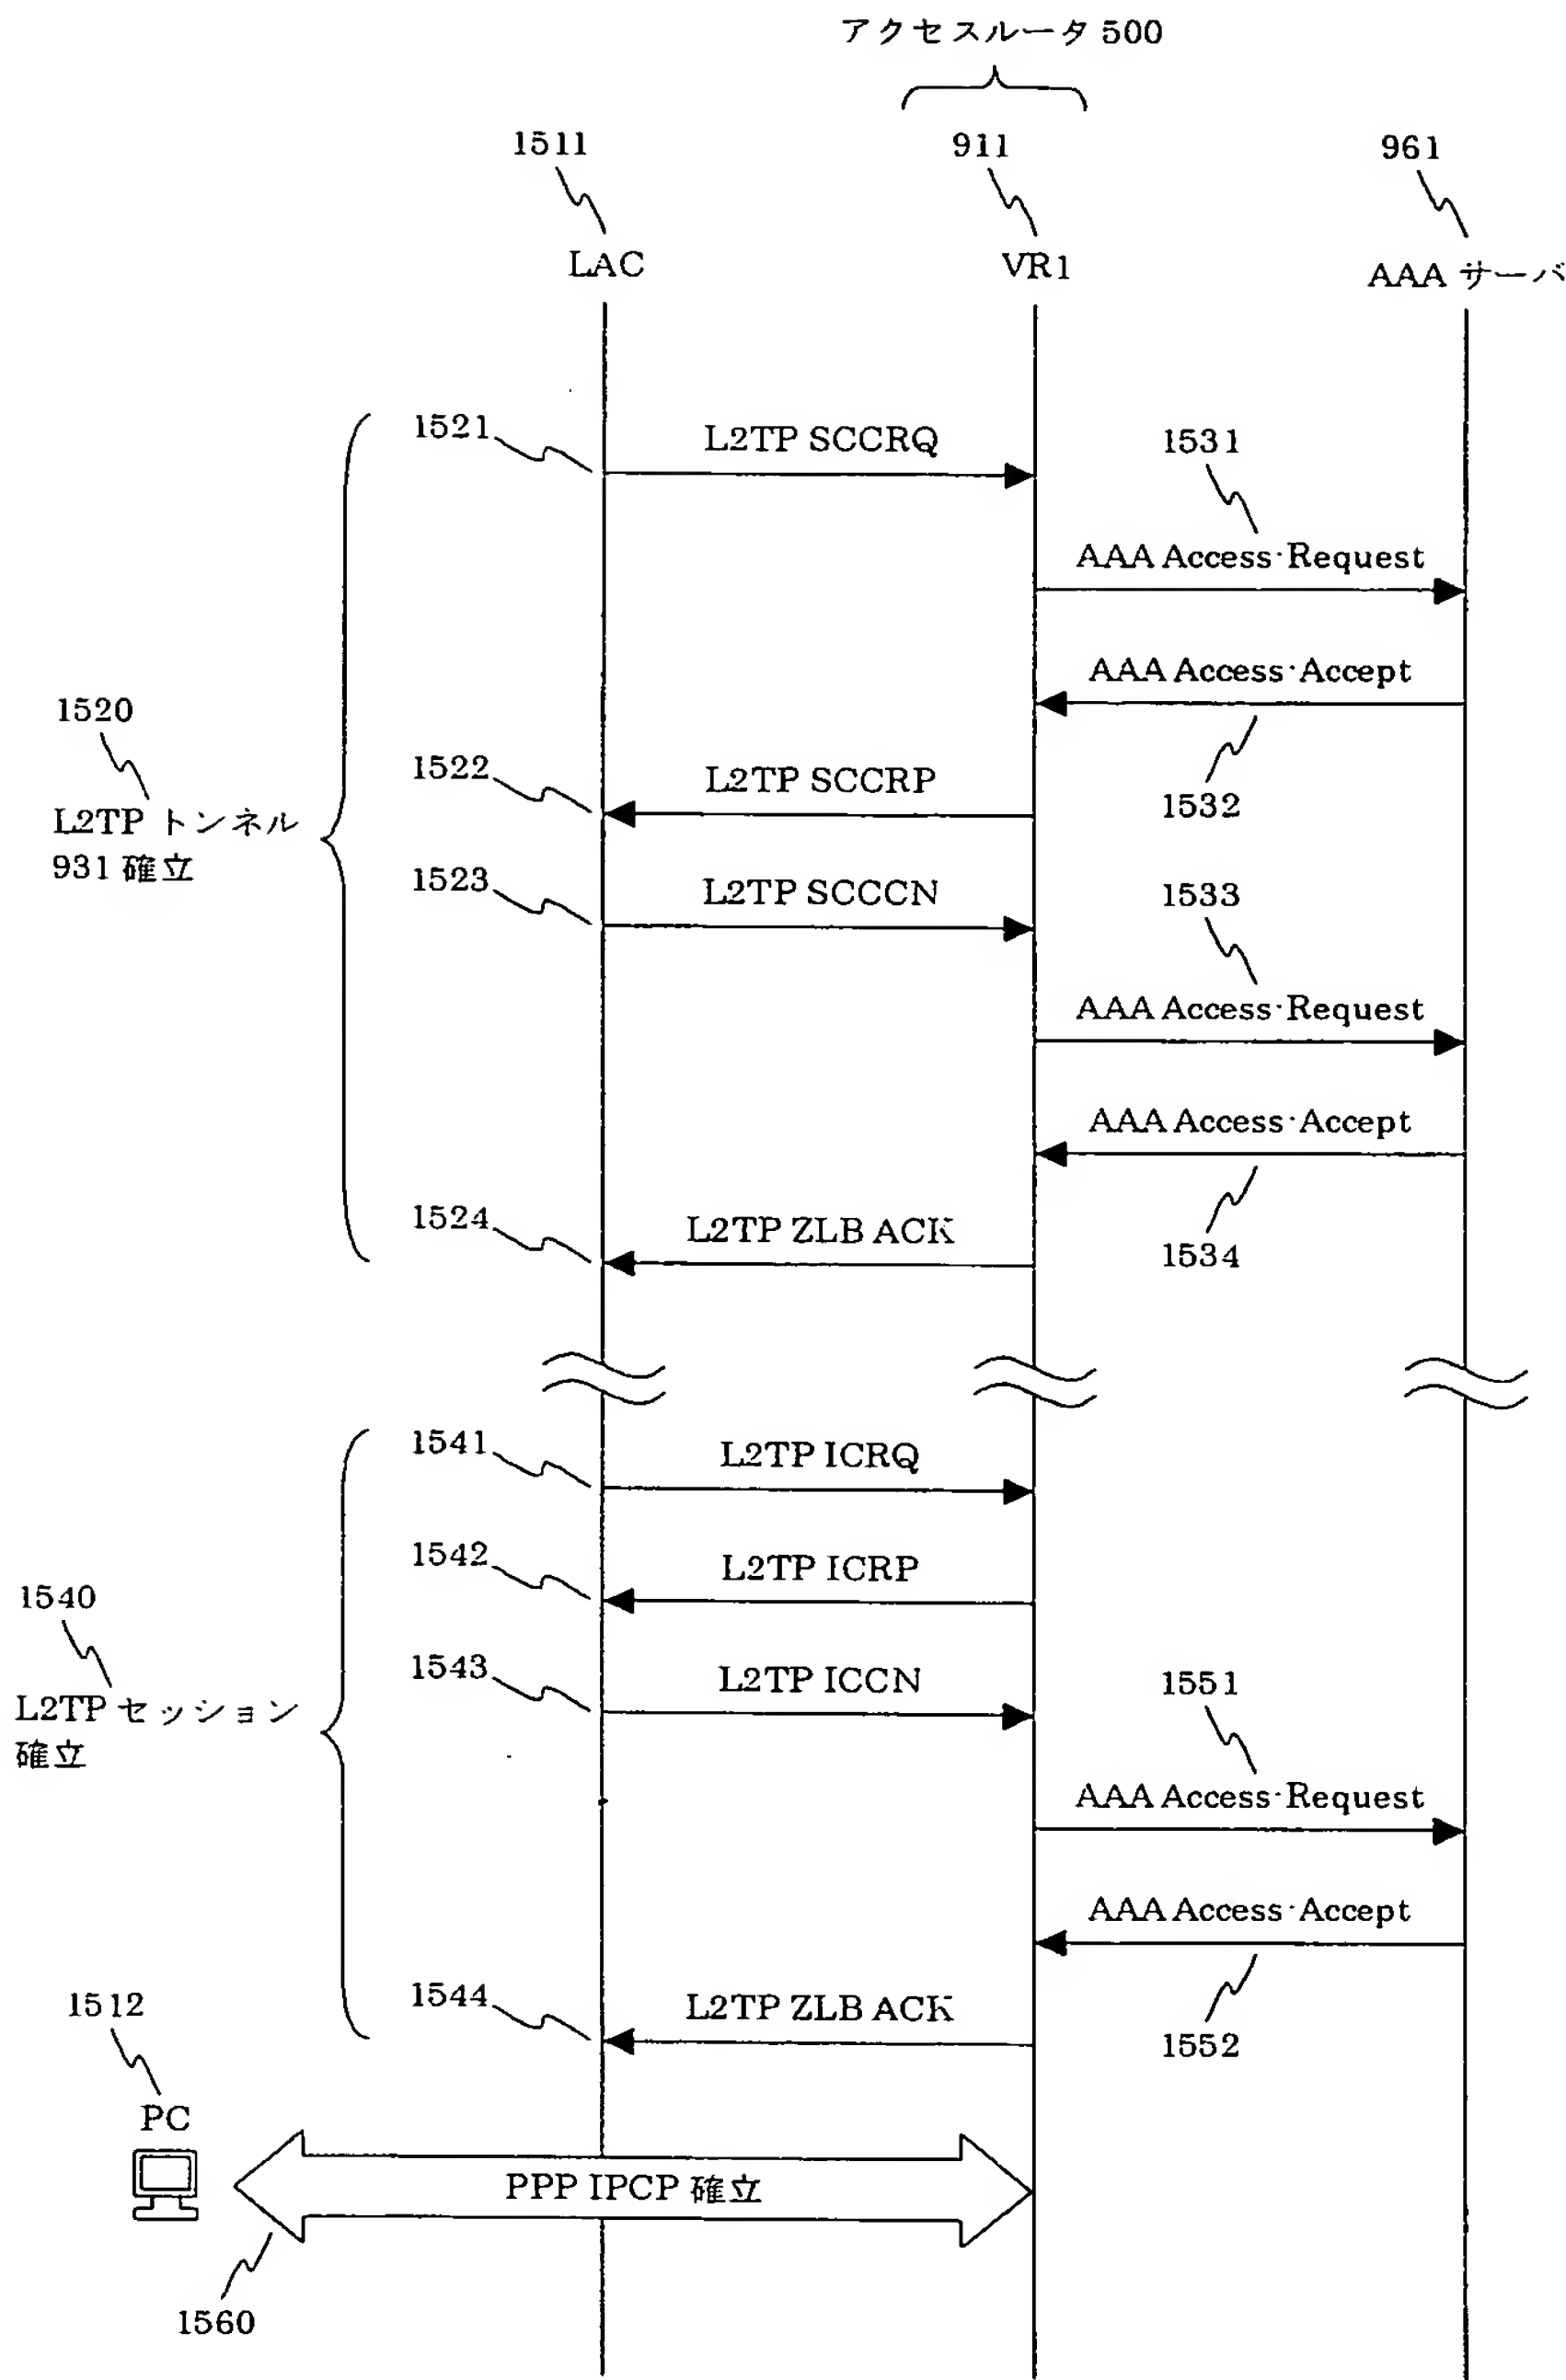 アクセスルータ 500
1511
911
961
LAC
VR1
AAA サーバ
1521
L2TP SCCRQ
1531
AAA Access-Request
AAA Access-Accept
1532
1520
L2TP トンネル
931 確立
1522
L2TP SCCRP
1523
L2TP SCCCN
1533
AAA Access-Request
AAA Access-Accept
1534
1524
L2TP ZLB ACK
1541
L2TP ICRQ
1542
L2TP ICRP
1540
L2TP セッション
確立
1543
L2TP ICCN
1551
AAA Access-Request
AAA Access-Accept
1552
1544
L2TP ZLB ACK
1512
PC
PPP IPCP 確立
1560